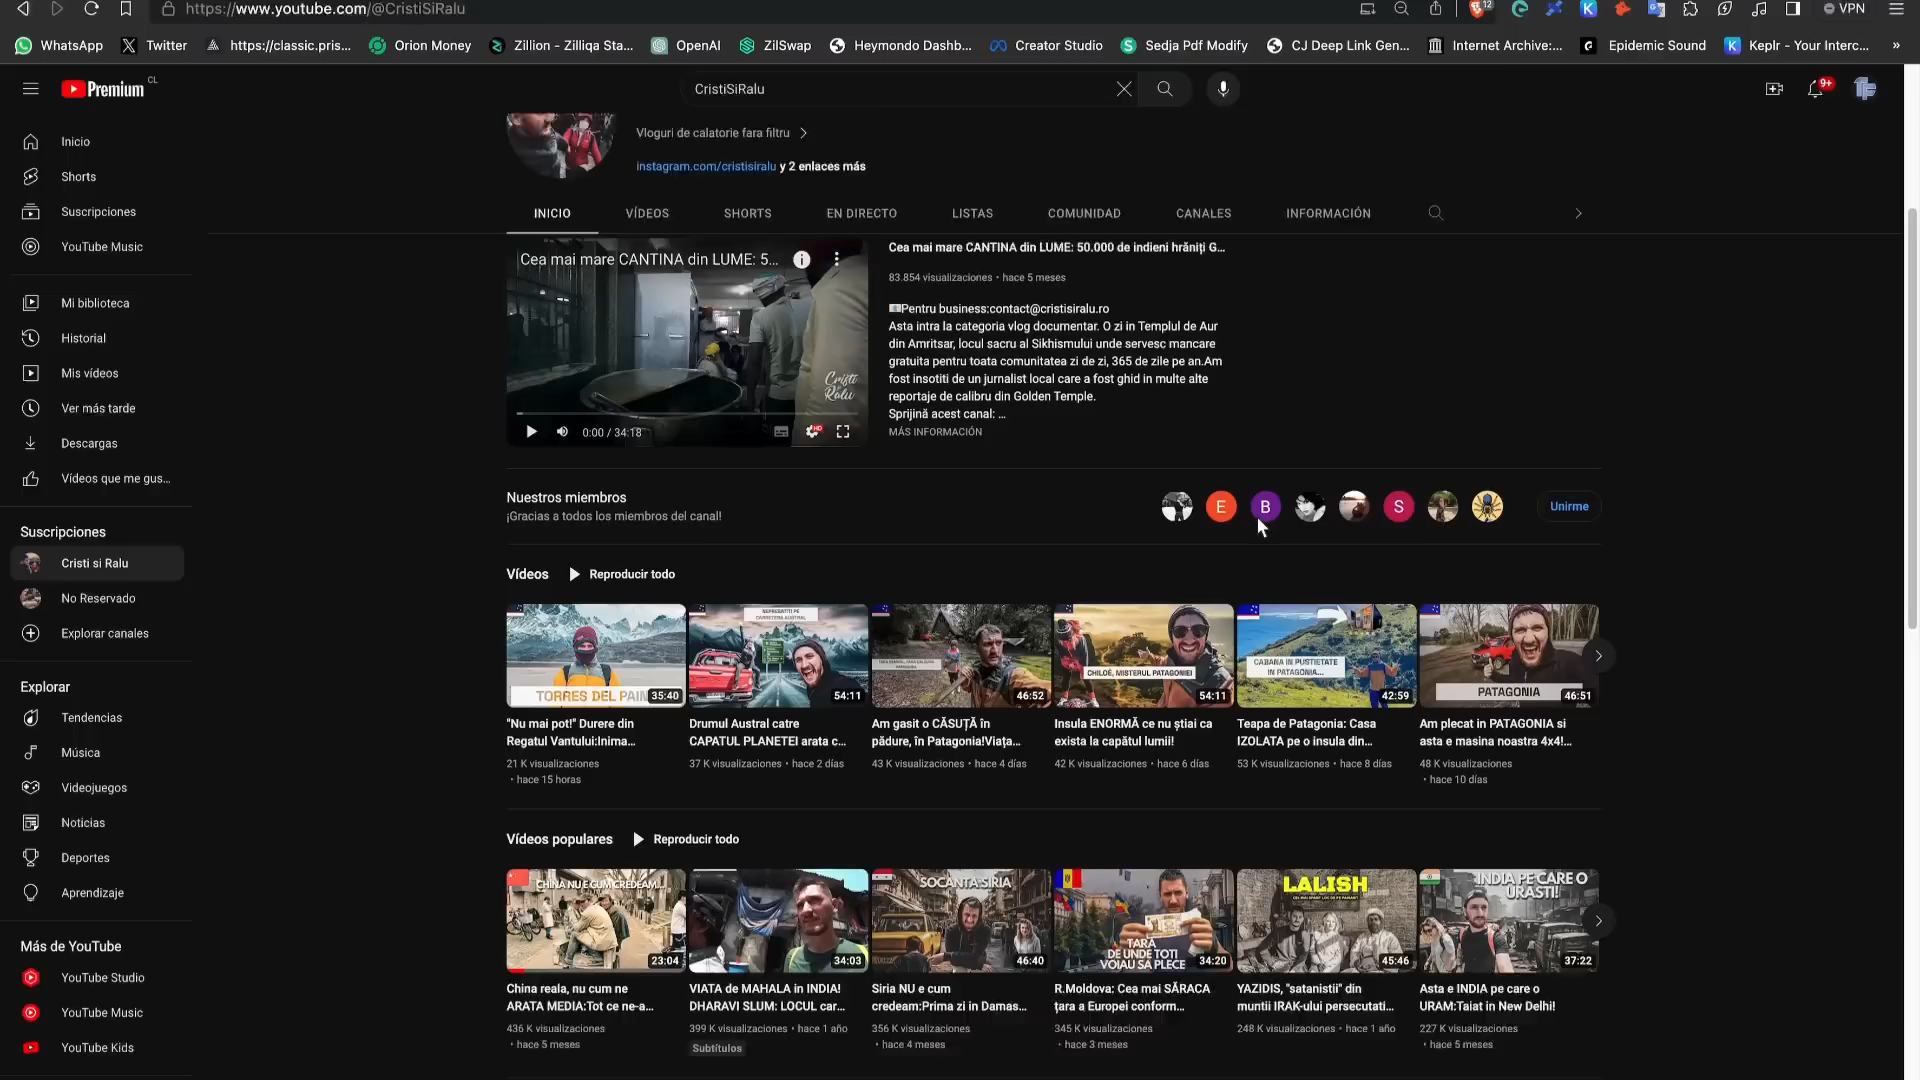 https://www.youtube.com/@CristiSiRalu
12
VPN
WhatsApp
Twitter
https://classic.pris...
Orion Money
Zillion - Zilliqa Sta...
OpenAI
ZilSwap
Heymondo Dashb...
Creator Studio
Sedja Pdf Modify
CJ Deep Link Gen...
Internet Archive:...
Epidemic Sound
Keplr - Your Interc...
»
Premium
CL
CristiSiRalu
9+
Vloguri de calatorie fara filtru
instagram.com/cristisiralu y 2 enlaces más
INICIO
VÍDEOS
SHORTS
EN DIRECTO
LISTAS
COMUNIDAD
CANALES
INFORMACIÓN
Inicio
Shorts
Suscripciones
YouTube Music
Mi biblioteca
Historial
Mis vídeos
Ver más tarde
Descargas
Vídeos que me gus...
Suscripciones
Cristi si Ralu
No Reservado
Explorar canales
Explorar
Tendencias
Música
Videojuegos
Noticias
Deportes
Aprendizaje
Más de YouTube
YouTube Studio
YouTube Music
YouTube Kids
Cea mai mare CANTINA din LUME: 5...
Cristi
Ralu
0:00 / 34:18
HD
Cea mai mare CANTINA din LUME: 50.000 de indieni hrăniți G...
83.854 visualizaciones • hace 5 meses
Pentru business:contact@cristisiralu.ro
Asta intra la categoria vlog documentar. O zi in Templul de Aur
din Amritsar, locul sacru al Sikhismului unde servesc mancare
gratuita pentru toata comunitatea zi de zi, 365 de zile pe an.Am
fost insotiti de un jurnalist local care a fost ghid in multe alte
reportaje de calibru din Golden Temple.
Sprijină acest canal: ...
MÁS INFORMACIÓN
Nuestros miembros
¡Gracias a todos los miembros del canal!
E
B
S
Unirme
Vídeos
Reproducir todo
TORRES DEL PAIN
35:40
"Nu mai pot!" Durere din
Regatul Vantului:Inima...
21 K visualizaciones
• hace 15 horas
NEPREGATITI PE
CARRETERA AUSTRAL
54:11
Drumul Austral catre
CAPATUL PLANETEI arata c...
37 K visualizaciones • hace 2 días
46:52
Am gasit o CĂSUȚĂ în
pădure, în Patagonia!Viața...
43 K visualizaciones • hace 4 días
CHILOÉ, MISTERUL PATAGONIEI
54:11
Insula ENORMĂ ce nu știai ca
exista la capătul lumii!
42 K visualizaciones • hace 6 días
CABANA IN PUSTIETATE
IN PATAGONIA...
42:59
Teapa de Patagonia: Casa
IZOLATA pe o insula din...
53 K visualizaciones • hace 8 días
PATAGONIA
46:51
Am plecat in PATAGONIA si
asta e masina noastra 4x4!...
48 K visualizaciones
• hace 10 días
Vídeos populares
Reproducir todo
CHINA NU E CUM CREDEAM...
23:04
China reala, nu cum ne
ARATA MEDIA:Tot ce ne-a...
436 K visualizaciones
• hace 5 meses
34:03
VIATA de MAHALA in INDIA!
DHARAVI SLUM: LOCUL car...
399 K visualizaciones • hace 1 año
Subtítulos
SOCANTA SIRIA
46:40
Siria NU e cum
credeam:Prima zi in Damas...
356 K visualizaciones
• hace 4 meses
TARA
DE UNDE TOTI
VOIAU SA PLECE
34:20
R.Moldova: Cea mai SĂRACA
țara a Europei conform...
345 K visualizaciones
• hace 3 meses
LALISH
45:46
YAZIDIS, "sataniștii" din
muntii IRAK-ului persecutati...
248 K visualizaciones • hace 1 año
INDIA PE CARE O
URASTI!
37:22
Asta e INDIA pe care o
URAM:Taiat in New Delhi!
227 K visualizaciones
• hace 5 meses